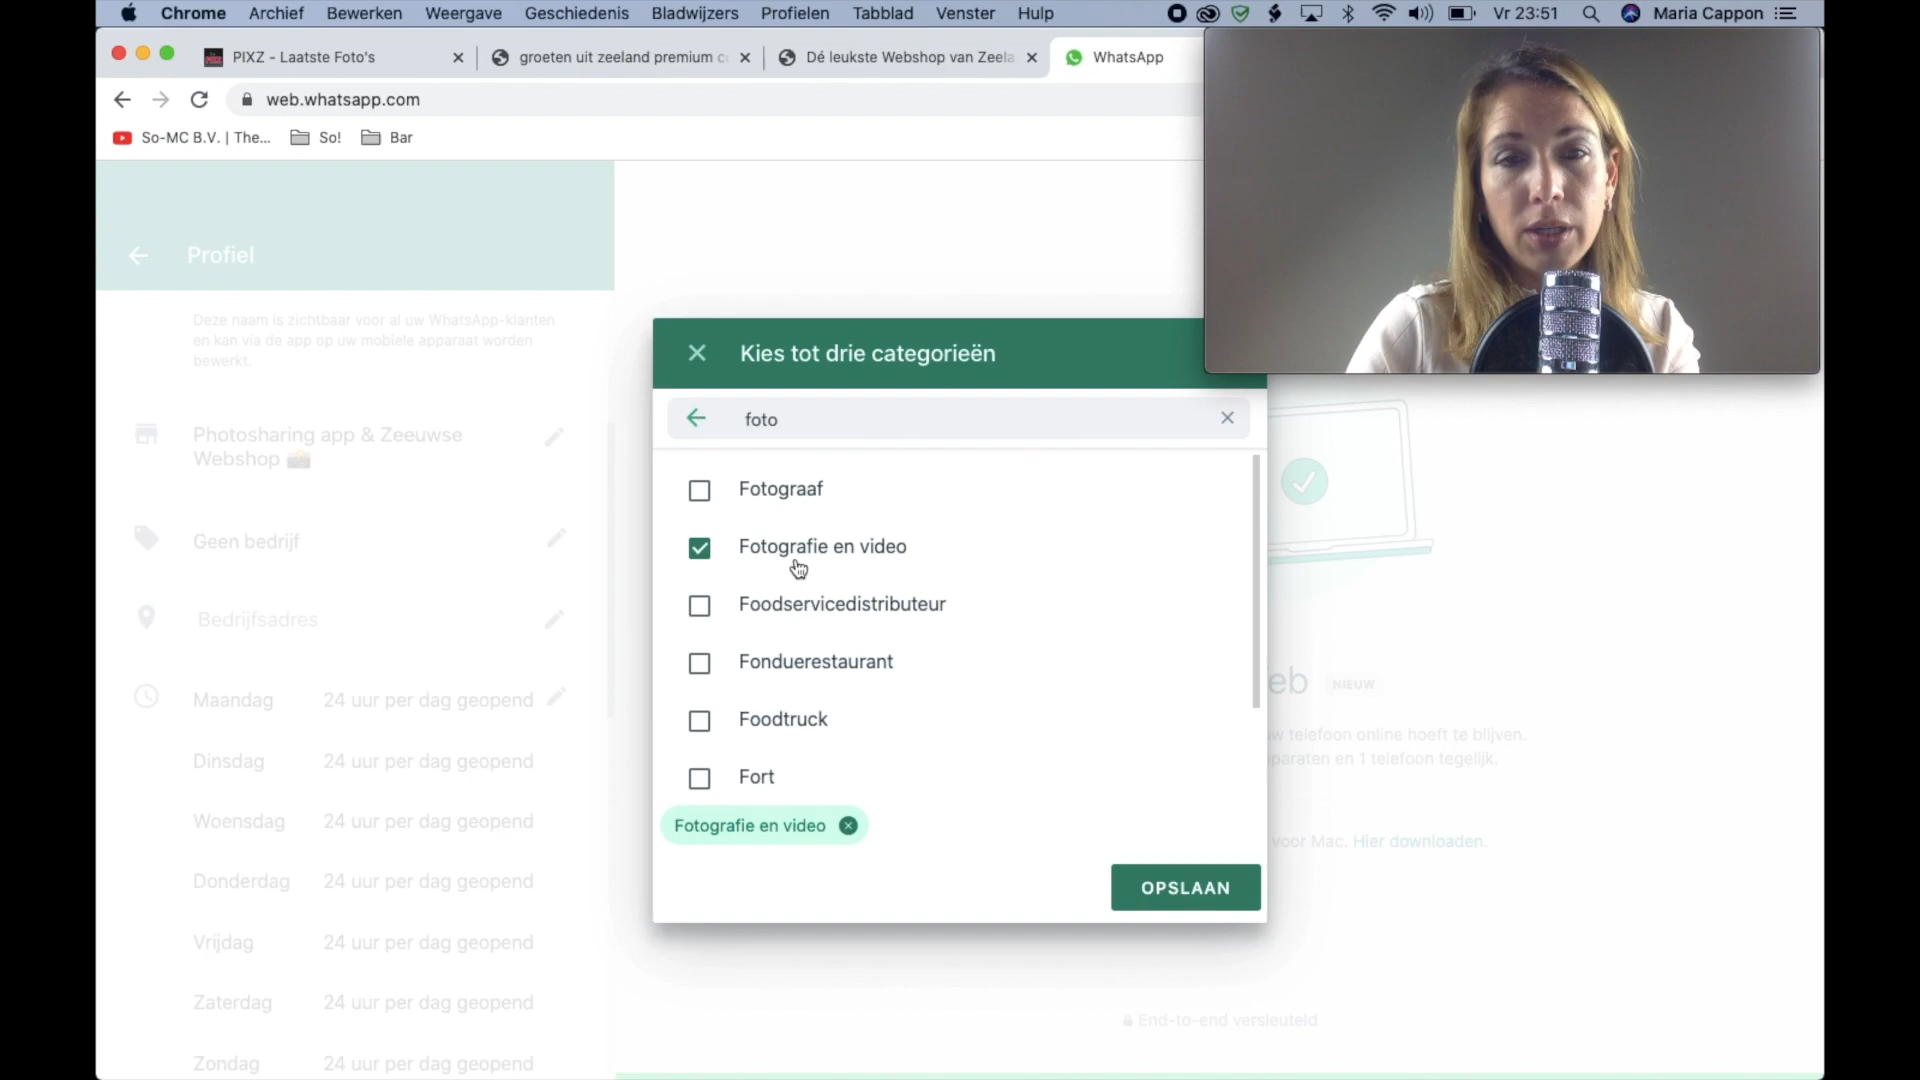 Chrome Archief Bewerken Weergave Geschiedenis Bladwijzers Profielen Tabblad Venster Hulp Vr 23:51 Maria Cappon
PIXZ - Laatste Foto's
groeten uit zeeland premium
Dé leukste Webshop van Zeela
WhatsApp
web.whatsapp.com
So-MC B.V. | The... So! Bar
Profiel
Deze naam is zichtbaar voor al uw WhatsApp-klanten
en kan via de app op uw mobiele apparaat worden
bewerkt.
Photosharing app & Zeeuwse
Webshop 📸
Geen bedrijf
Bedrijfsadres
Maandag 24 uur per dag geopend
Dinsdag 24 uur per dag geopend
Woensdag 24 uur per dag geopend
Donderdag 24 uur per dag geopend
Vrijdag 24 uur per dag geopend
Zaterdag 24 uur per dag geopend
Zondag 24 uur per dag geopend
Kies tot drie categorieën
foto
Fotograaf
Fotografie en video
Foodservicedistributeur
Fonduerestaurant
Foodtruck
Fort
Fotografie en video
OPSLAAN
eb NIEUW
uw telefoon online hoeft te blijven.
paraten en 1 telefoon tegelijk.
voor Mac. Hier downloaden.
End-to-end versleuteld